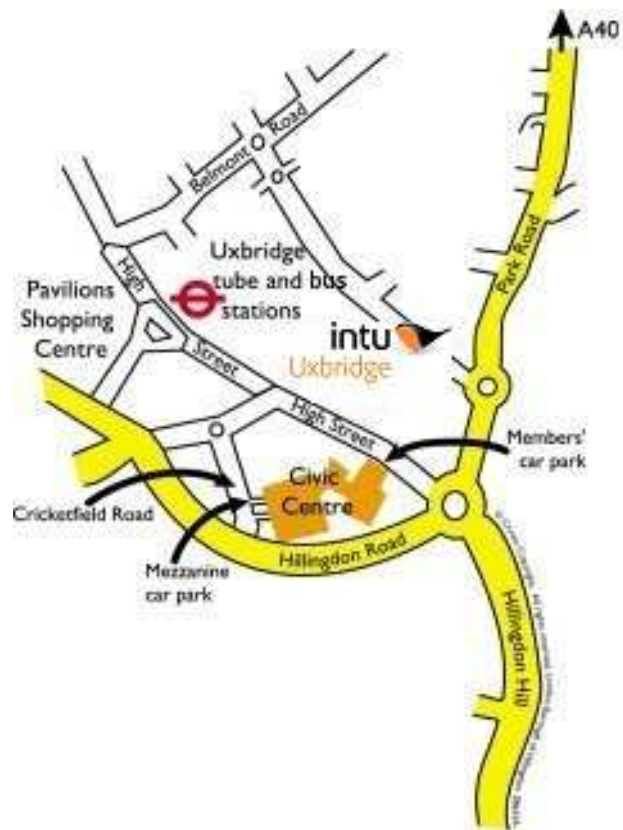 A40
Belmont Road
Park Road
High
Street
Uxbridge
tube and bus
stations
Pavilions
Shopping
Centre
intu
Uxbridge
High Street
Members'
car park
Civic
Centre
Cricketfield Road
Mezzanine
car park
Hillingdon Road
Hillingdon Hill